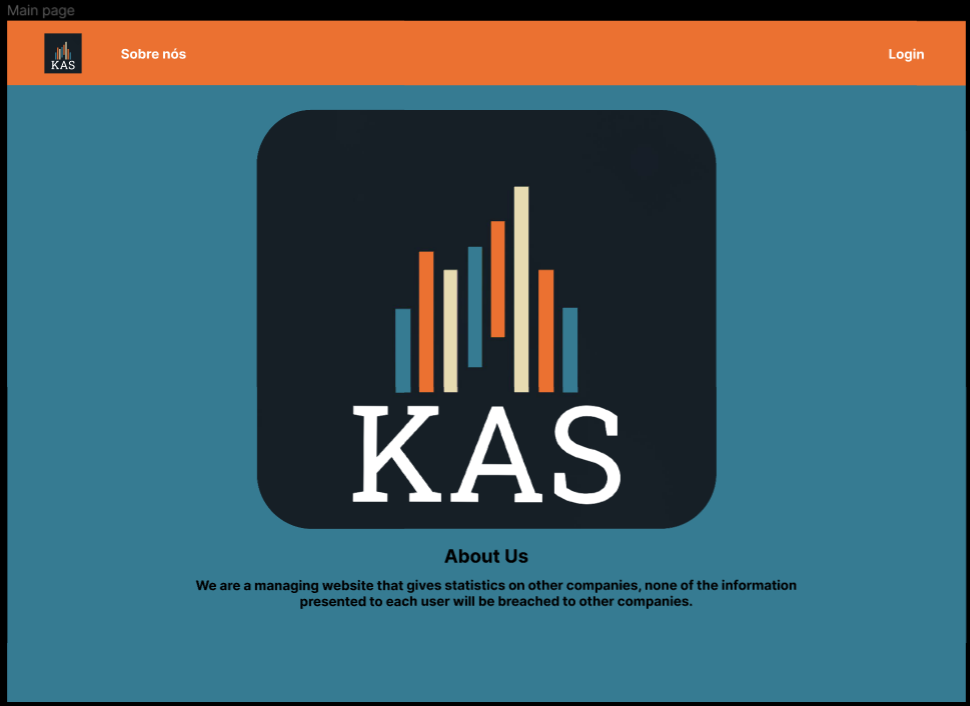 Main page
KAS
Sobre nós
Login
KAS
About Us
We are a managing website that gives statistics on other companies, none of the information
presented to each user will be breached to other companies.